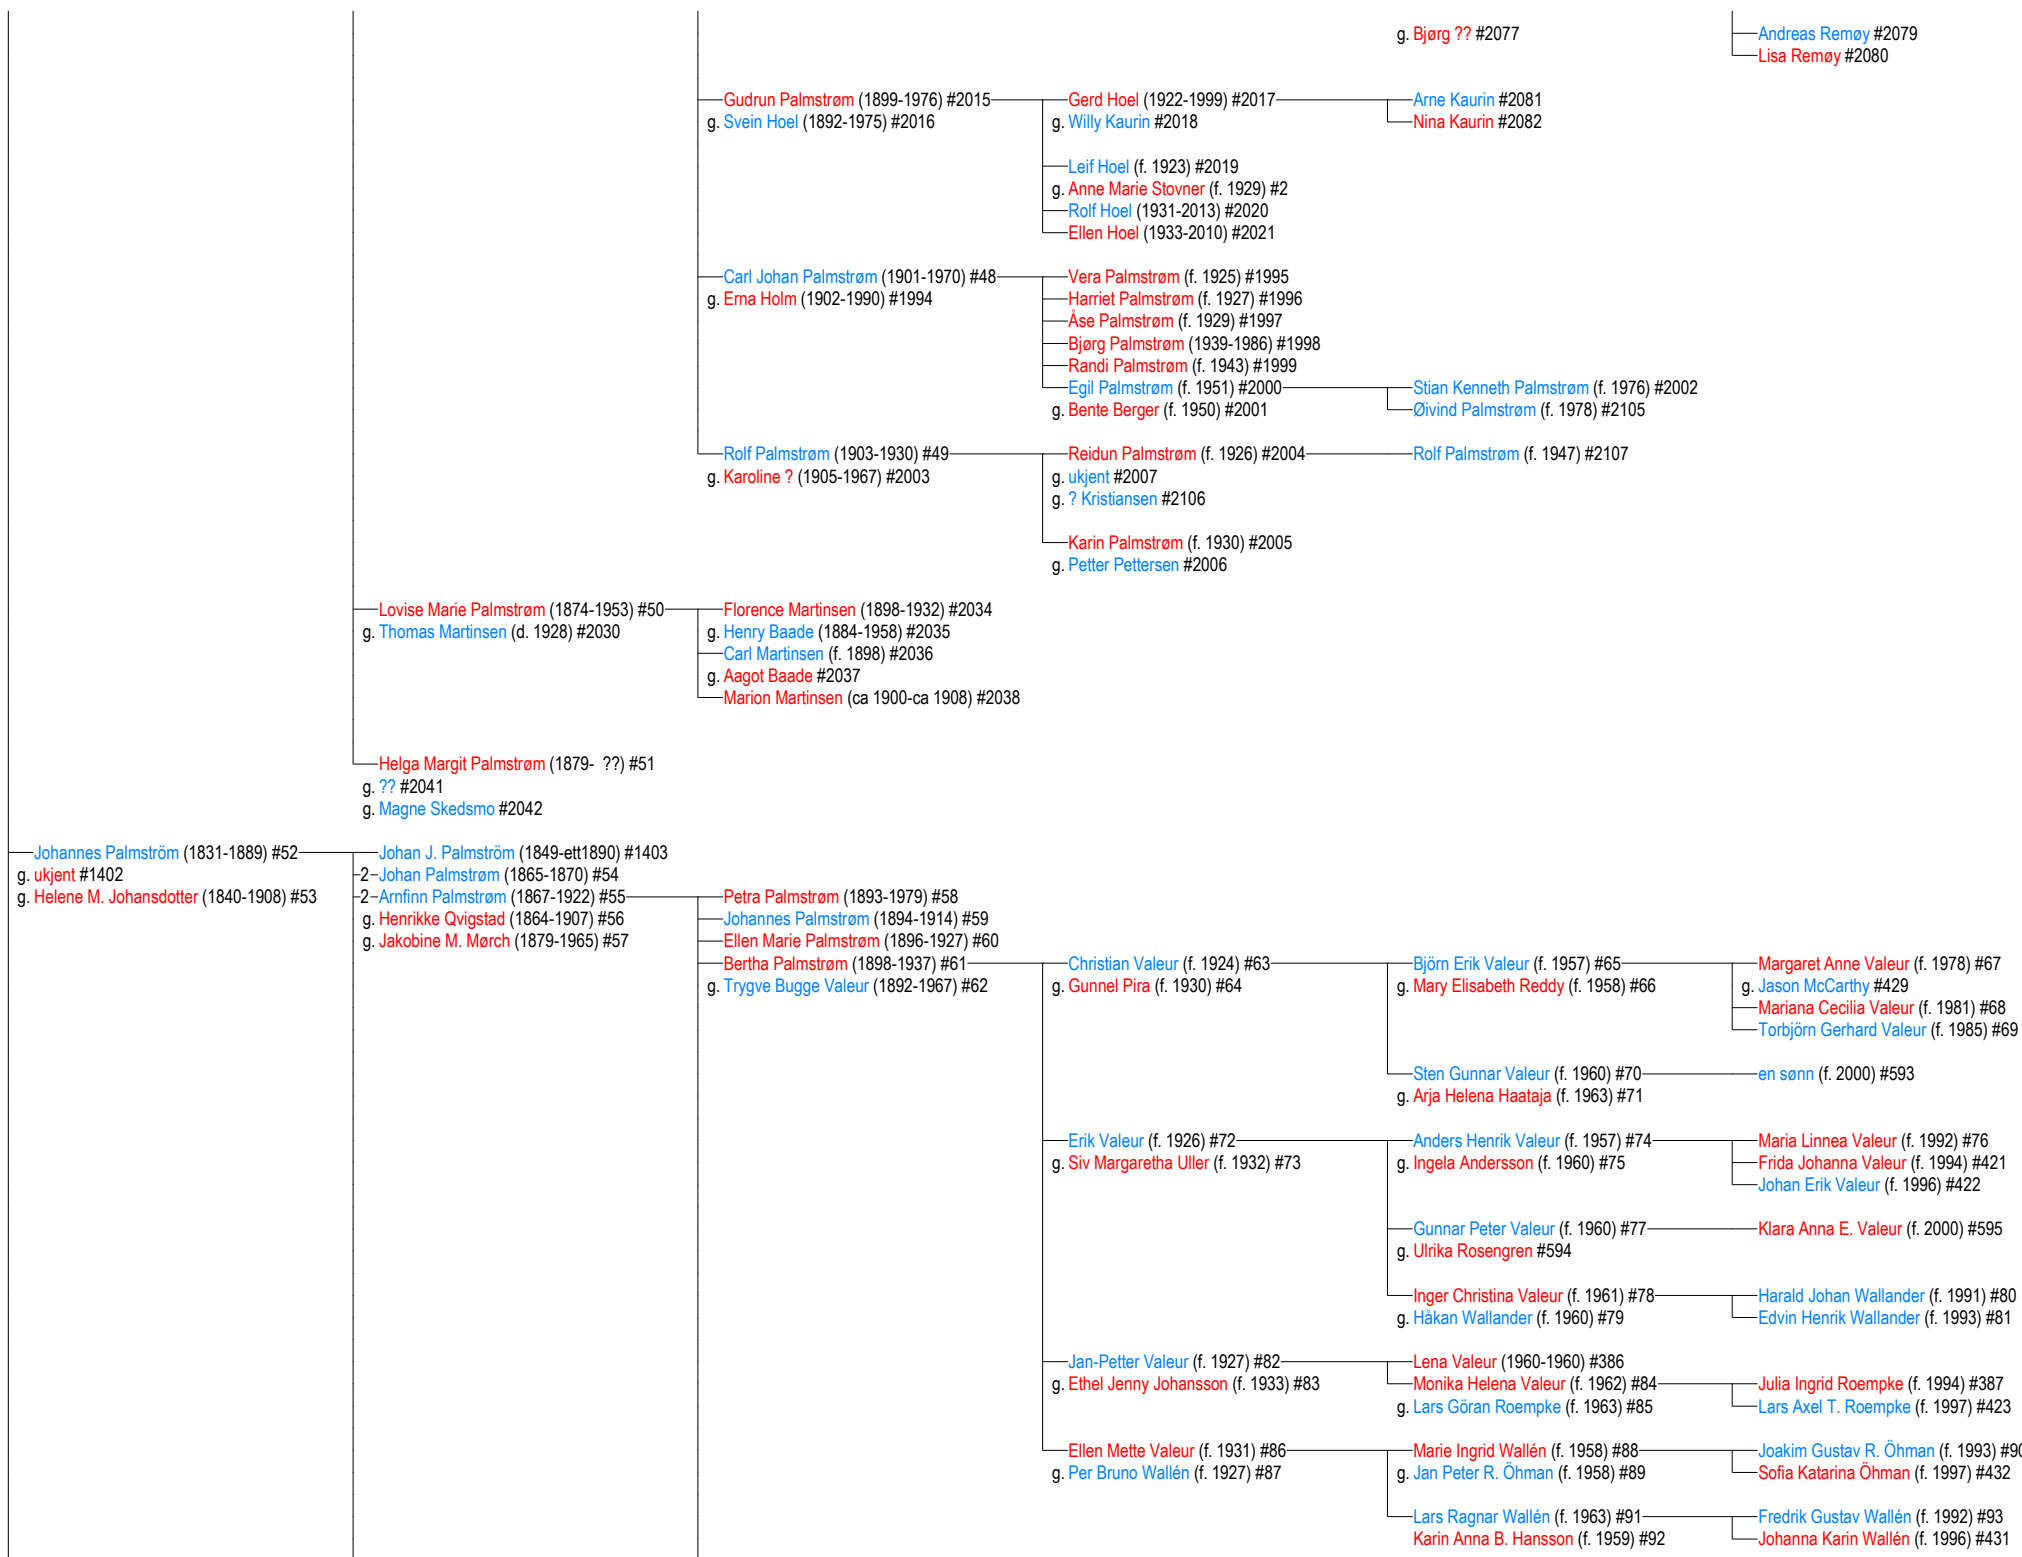 g. Bjørg ?? #2077 Andreas Remøy #2079
Lisa Remøy #2080
Gudrun Palmstrøm (1899-1976) #2015 Gerd Hoel (1922-1999) #2017 Arne Kaurin #2081
g. Svein Hoel (1892-1975) #2016 g. Willy Kaurin #2018 Nina Kaurin #2082
Leif Hoel (f. 1923) #2019
g. Anne Marie Stovner (f. 1929) #2
Rolf Hoel (1931-2013) #2020
Ellen Hoel (1933-2010) #2021
Carl Johan Palmstrøm (1901-1970) #48 Vera Palmstrøm (f. 1925) #1995
g. Erna Holm (1902-1990) #1994 Harriet Palmstrøm (f. 1927) #1996
Åse Palmstrøm (f. 1929) #1997
Bjørg Palmstrøm (1939-1986) #1998
Randi Palmstrøm (f. 1943) #1999
Egil Palmstrøm (f. 1951) #2000 Stian Kenneth Palmstrøm (f. 1976) #2002
g. Bente Berger (f. 1950) #2001 Øivind Palmstrøm (f. 1978) #2105
Rolf Palmstrøm (1903-1930) #49 Reidun Palmstrøm (f. 1926) #2004 Rolf Palmstrøm (f. 1947) #2107
g. Karoline ? (1905-1967) #2003 g. ukjent #2007
g. ? Kristiansen #2106
Karin Palmstrøm (f. 1930) #2005
g. Petter Pettersen #2006
Lovise Marie Palmstrøm (1874-1953) #50 Florence Martinsen (1898-1932) #2034
g. Thomas Martinsen (d. 1928) #2030 g. Henry Baade (1884-1958) #2035
Carl Martinsen (f. 1898) #2036
g. Aagot Baade #2037
Marion Martinsen (ca 1900-ca 1908) #2038
Helga Margit Palmstrøm (1879- ??) #51
g. ?? #2041
g. Magne Skedsmo #2042
Johannes Palmström (1831-1889) #52 Johan J. Palmström (1849-ett1890) #1403
g. ukjent #1402 2 Johan Palmstrøm (1865-1870) #54
g. Helene M. Johansdotter (1840-1908) #53 2 Arnfinn Palmstrøm (1867-1922) #55 Petra Palmstrøm (1893-1979) #58
g. Henrikke Qvigstad (1864-1907) #56 Johannes Palmstrøm (1894-1914) #59
g. Jakobine M. Mørch (1879-1965) #57 Ellen Marie Palmstrøm (1896-1927) #60
Bertha Palmstrøm (1898-1937) #61 Christian Valeur (f. 1924) #63 Björn Erik Valeur (f. 1957) #65 Margaret Anne Valeur (f. 1978) #67
g. Trygve Bugge Valeur (1892-1967) #62 g. Gunnel Pira (f. 1930) #64 g. Mary Elisabeth Reddy (f. 1958) #66 g. Jason McCarthy #429
Mariana Cecilia Valeur (f. 1981) #68
Torbjörn Gerhard Valeur (f. 1985) #69
Sten Gunnar Valeur (f. 1960) #70 en sønn (f. 2000) #593
g. Arja Helena Haataja (f. 1963) #71
Erik Valeur (f. 1926) #72 Anders Henrik Valeur (f. 1957) #74 Maria Linnea Valeur (f. 1992) #76
g. Siv Margaretha Uller (f. 1932) #73 g. Ingela Andersson (f. 1960) #75 Frida Johanna Valeur (f. 1994) #421
Johan Erik Valeur (f. 1996) #422
Gunnar Peter Valeur (f. 1960) #77 Klara Anna E. Valeur (f. 2000) #595
g. Ulrika Rosengren #594
Inger Christina Valeur (f. 1961) #78 Harald Johan Wallander (f. 1991) #80
g. Håkan Wallander (f. 1960) #79 Edvin Henrik Wallander (f. 1993) #81
Jan-Petter Valeur (f. 1927) #82 Lena Valeur (1960-1960) #386
g. Ethel Jenny Johansson (f. 1933) #83 Monika Helena Valeur (f. 1962) #84 Julia Ingrid Roempke (f. 1994) #387
g. Lars Göran Roempke (f. 1963) #85 Lars Axel T. Roempke (f. 1997) #423
Ellen Mette Valeur (f. 1931) #86 Marie Ingrid Wallén (f. 1958) #88 Joakim Gustav R. Öhman (f. 1993) #90
g. Per Bruno Wallén (f. 1927) #87 g. Jan Peter R. Öhman (f. 1958) #89 Sofia Katarina Öhman (f. 1997) #432
Lars Ragnar Wallén (f. 1963) #91 Fredrik Gustav Wallén (f. 1992) #93
Karin Anna B. Hansson (f. 1959) #92 Johanna Karin Wallén (f. 1996) #431